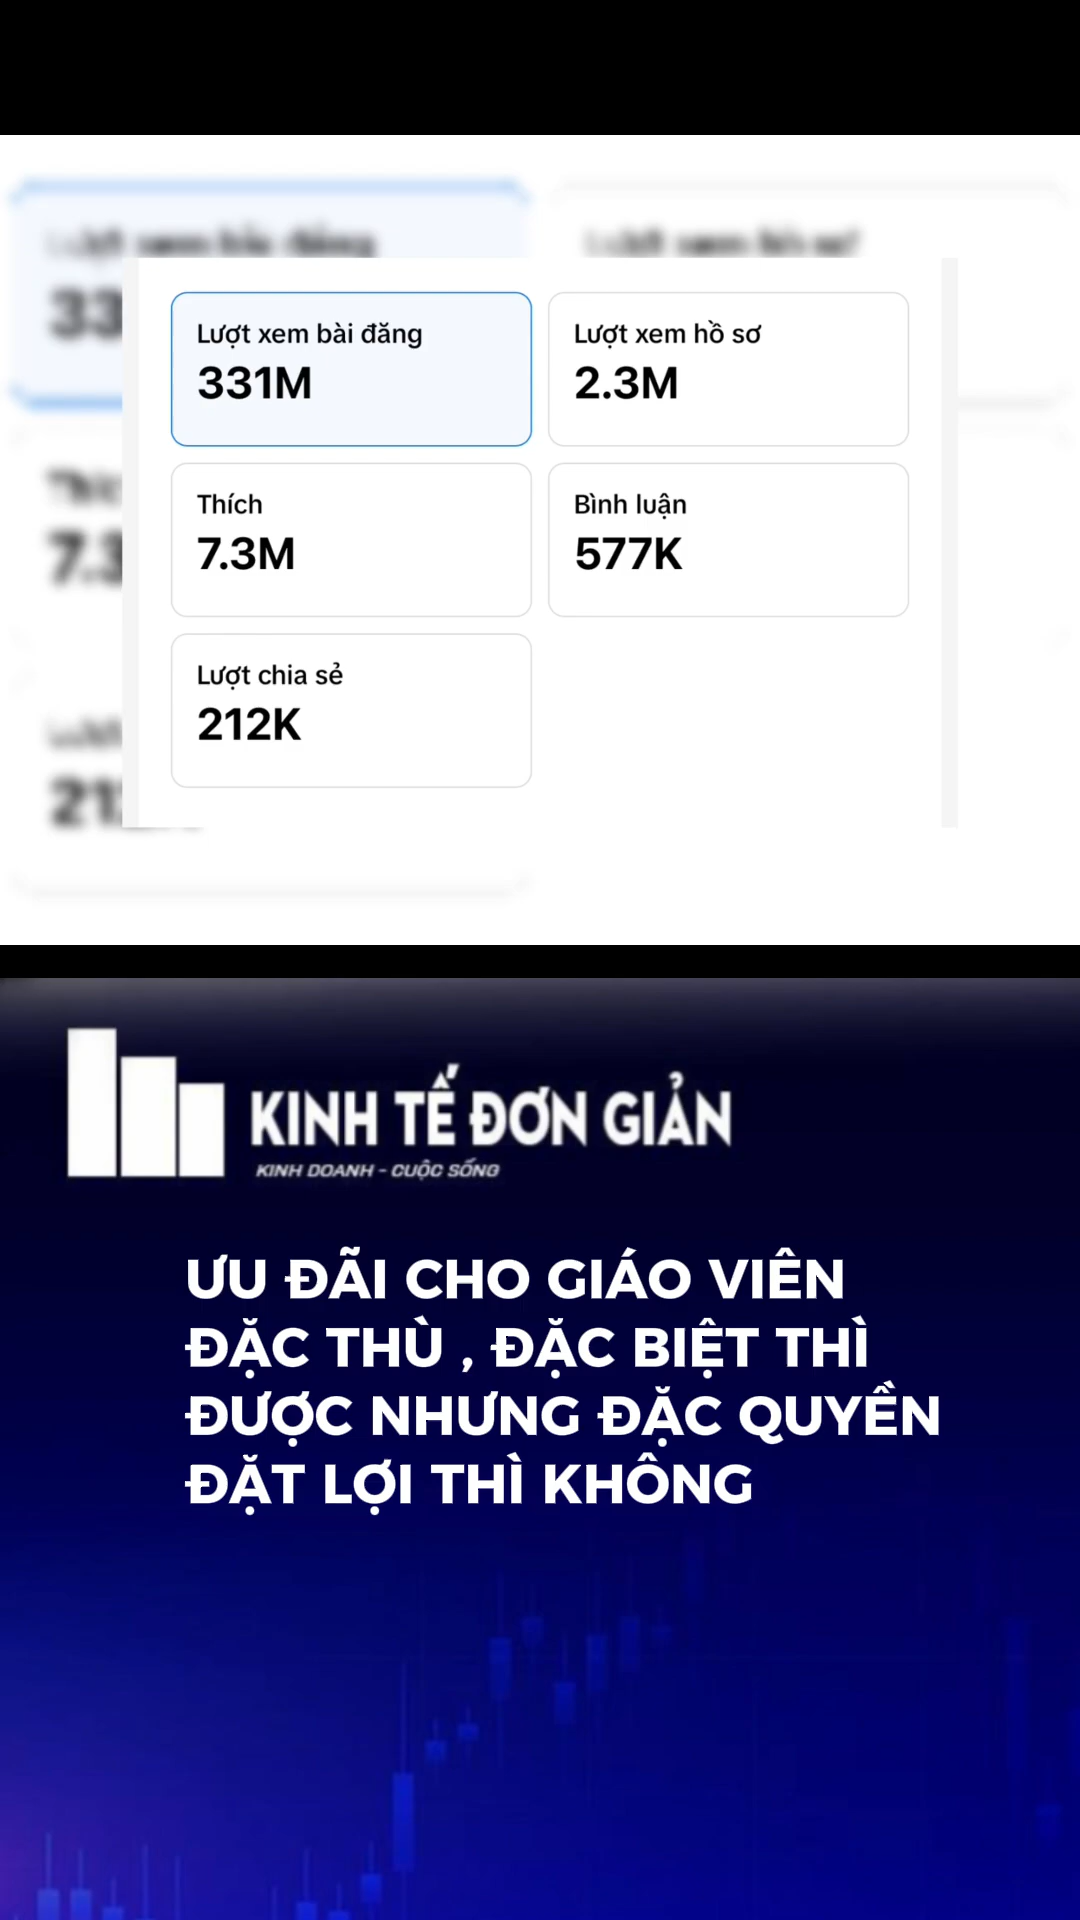 Lượt xem bài đăng
331M
Lượt xem hồ sơ
2.3M
Thích
7.3M
Bình luận
577K
Lượt chia sẻ
212K
KINH TẾ ĐƠN GIẢN
KINH DOANH - CUỘC SỐNG
ƯU ĐÃI CHO GIÁO VIÊN
ĐẶC THÙ , ĐẶC BIỆT THÌ
ĐƯỢC NHƯNG ĐẶC QUYỀN
ĐẶT LỢI THÌ KHÔNG